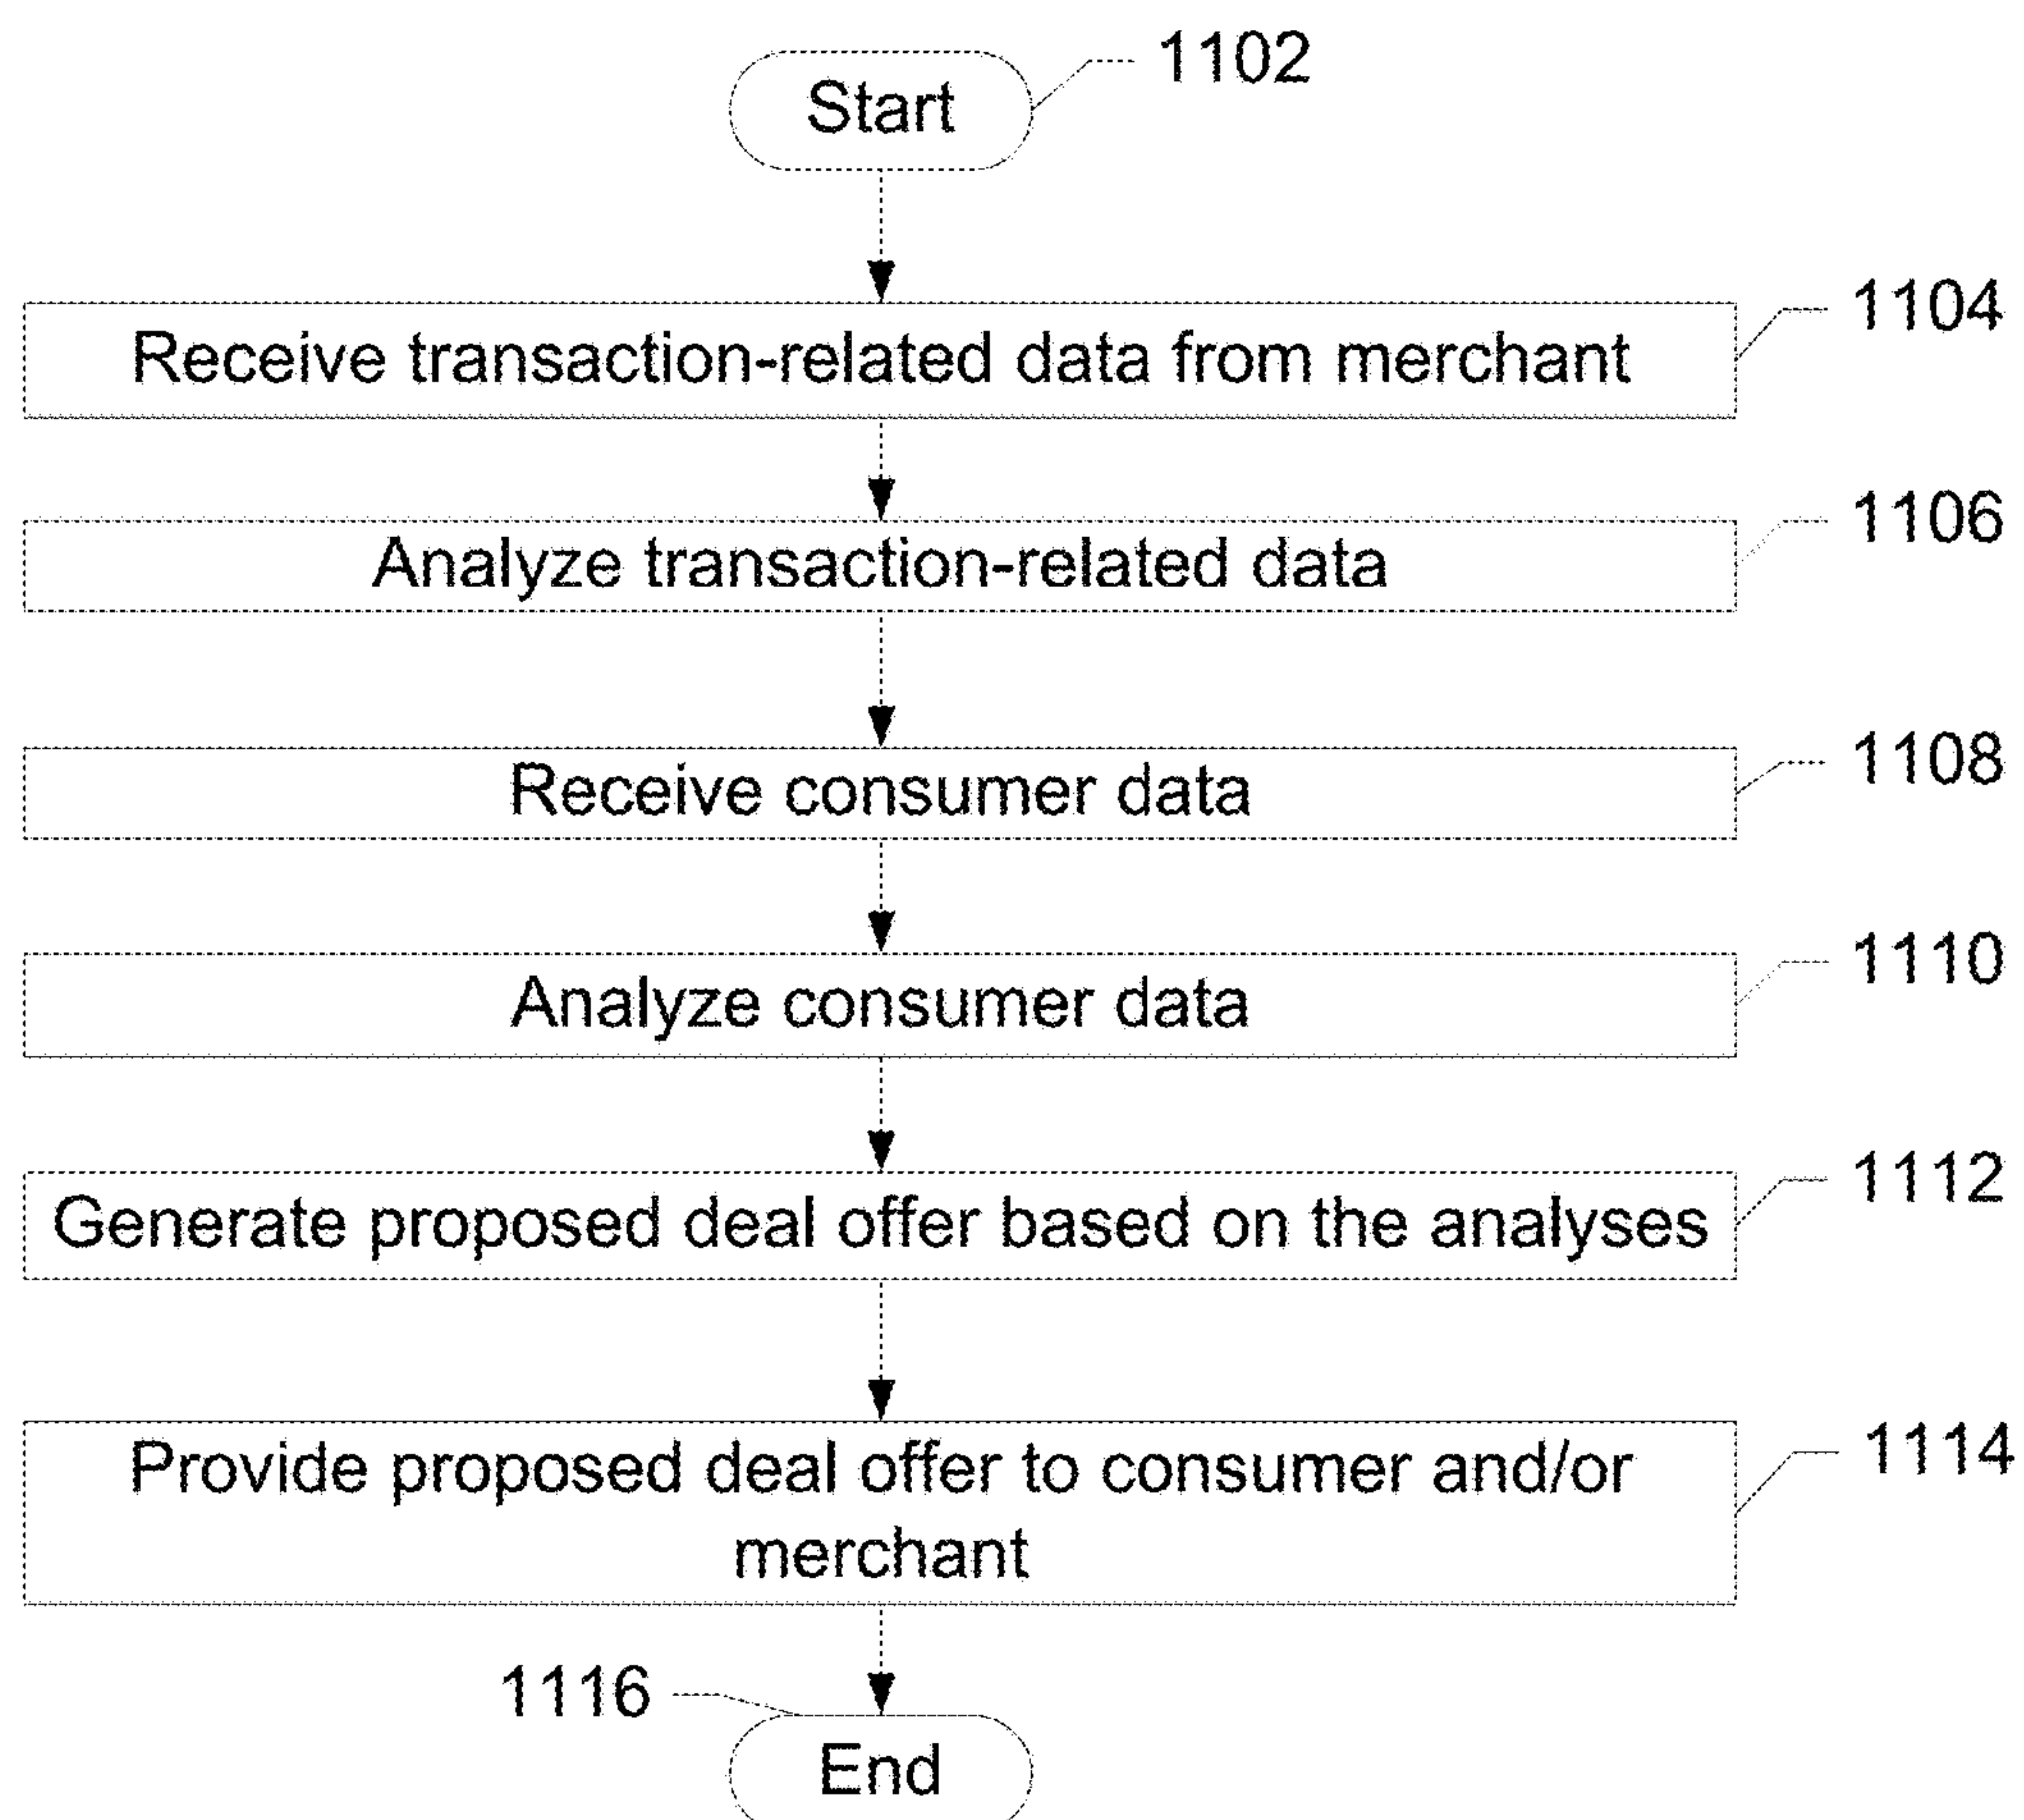 Start
1102
Receive transaction-related data from merchant
1104
Analyze transaction-related data
1106
Receive consumer data
1108
Analyze consumer data
1110
Generate proposed deal offer based on the analyses
1112
Provide proposed deal offer to consumer and/or
merchant
1114
1116
End